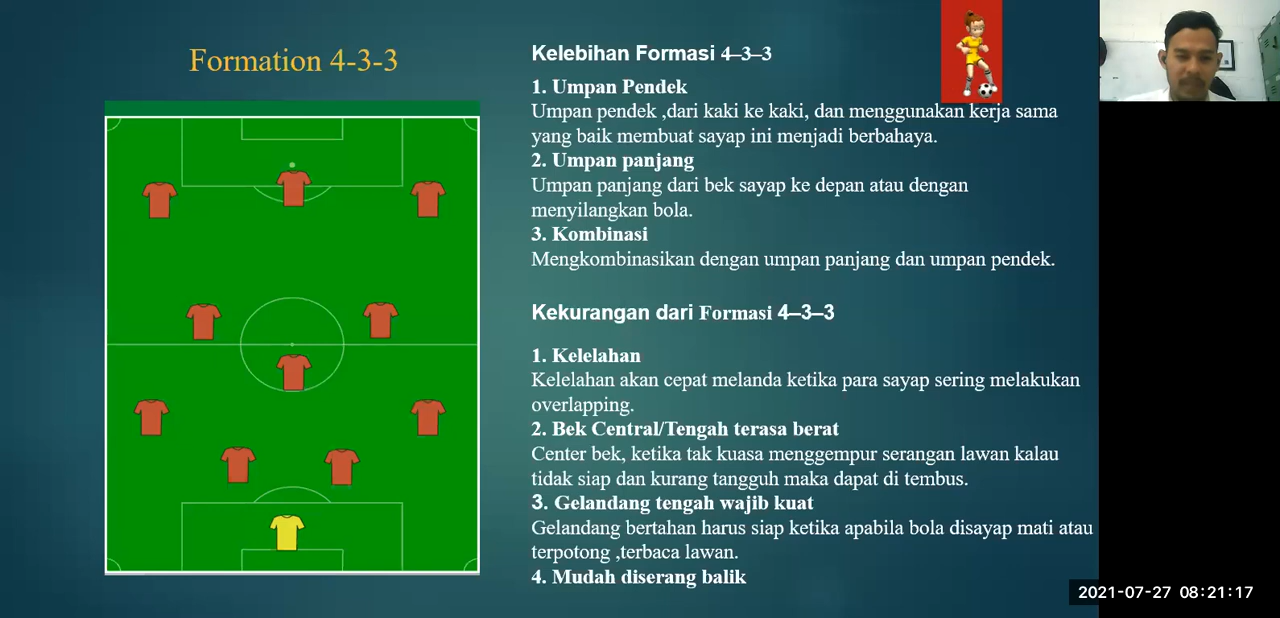 Formation 4-3-3
Kelebihan Formasi 4–3–3
1. Umpan Pendek
Umpan pendek ,dari kaki ke kaki, dan menggunakan kerja sama
yang baik membuat sayap ini menjadi berbahaya.
2. Umpan panjang
Umpan panjang dari bek sayap ke depan atau dengan
menyilangkan bola.
3. Kombinasi
Mengkombinasikan dengan umpan panjang dan umpan pendek.
Kekurangan dari Formasi 4–3–3
1. Kelelahan
Kelelahan akan cepat melanda ketika para sayap sering melakukan
overlapping.
2. Bek Central/Tengah terasa berat
Center bek, ketika tak kuasa menggempur serangan lawan kalau
tidak siap dan kurang tangguh maka dapat di tembus.
3. Gelandang tengah wajib kuat
Gelandang bertahan harus siap ketika apabila bola disayap mati atau
terpotong ,terbaca lawan.
4. Mudah diserang balik
2021-07-27 08:21:17